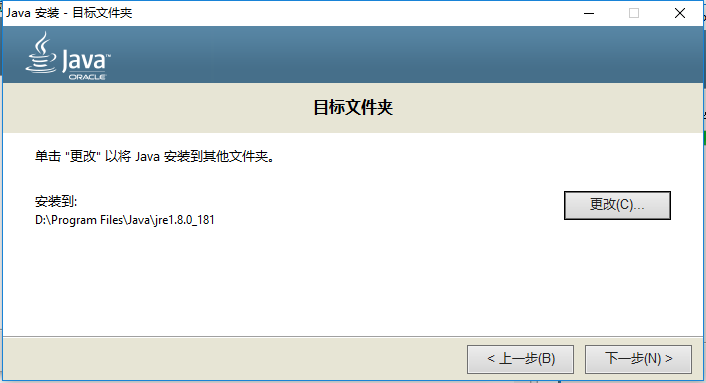 Java 安装 - 目标文件夹
Java™
ORACLE
目标文件夹
单击 "更改" 以将 Java 安装到其他文件夹。
安装到:
D:\Program Files\Java\jre1.8.0_181
更改(C)...
< 上一步(B)
下一步(N) >